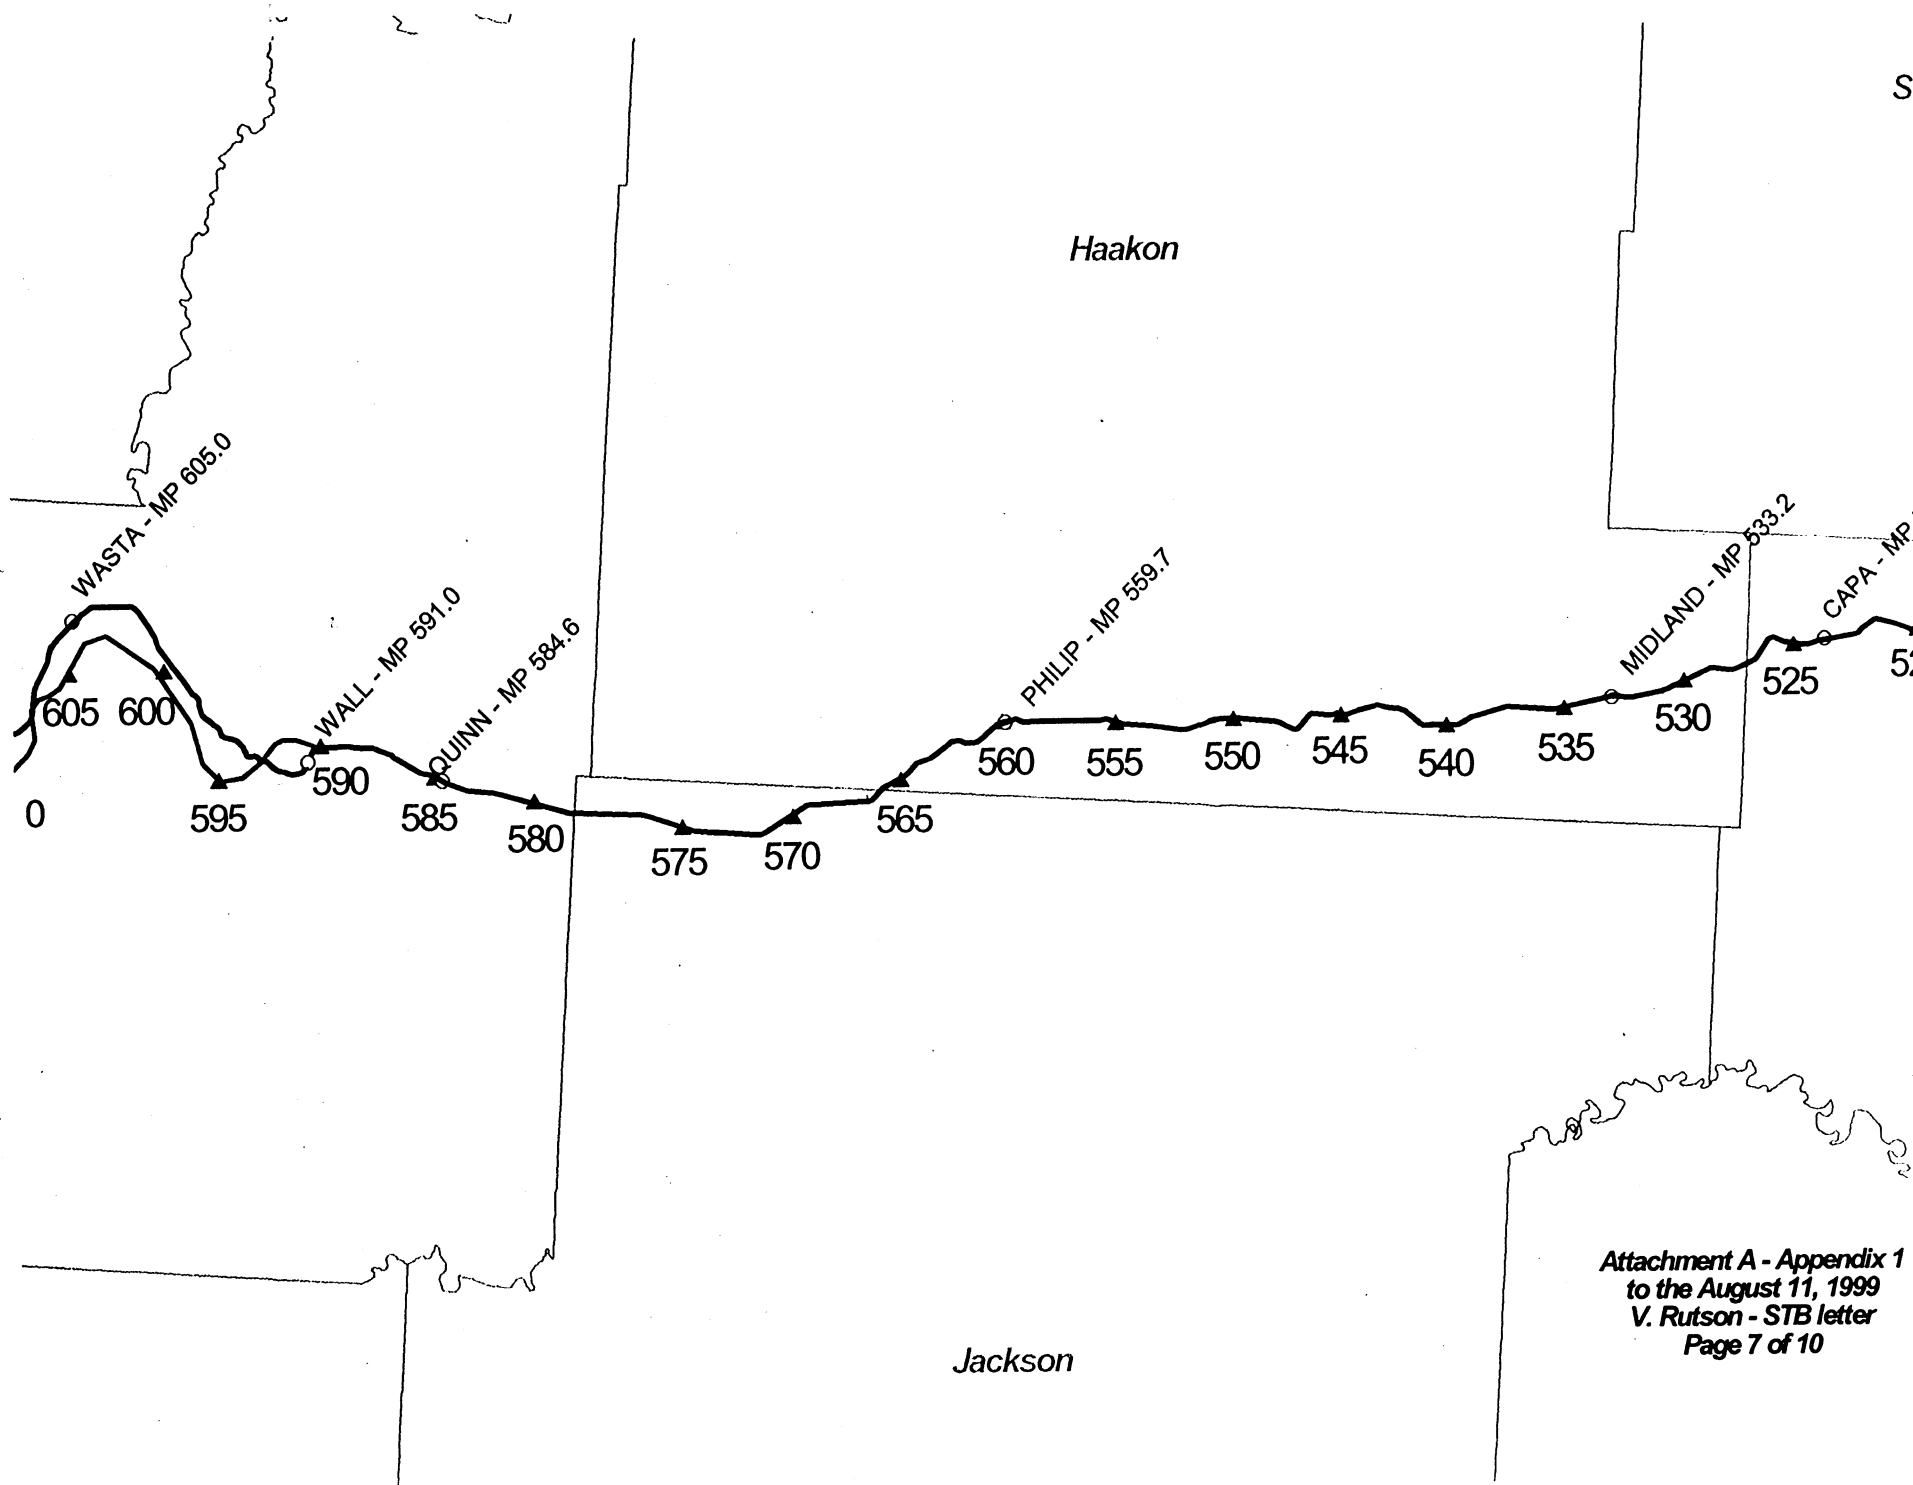 S
Haakon
WASTA - MP 605.0
WALL - MP 591.0
QUINN - MP 584.6
PHILIP - MP 559.7
MIDLAND - MP 533.2
CAPA - MP
605
600
0
595
590
585
580
575
570
565
560
555
550
545
540
535
530
525
Jackson
Attachment A - Appendix 1
to the August 11, 1999
V. Rutson - STB letter
Page 7 of 10